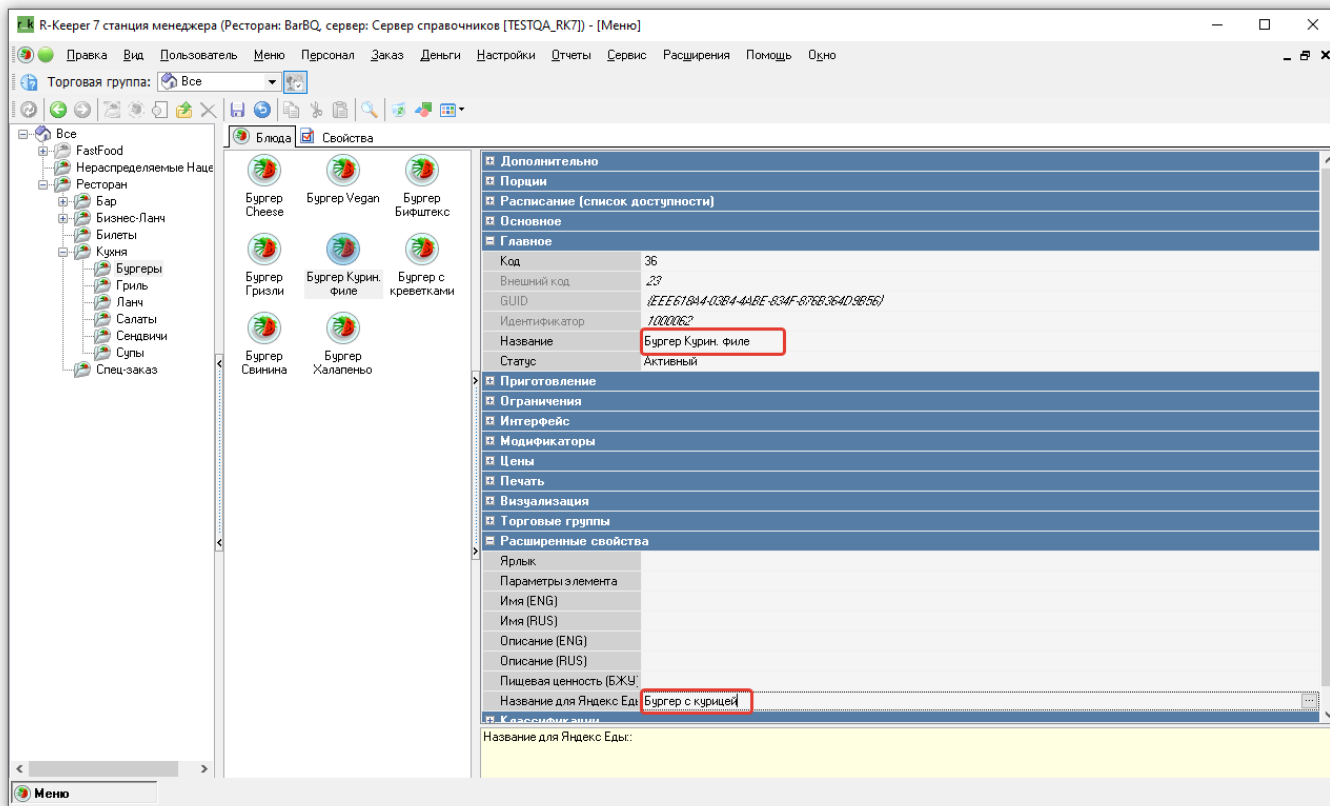 R-Keeper 7 станция менеджера (Ресторан: BarBQ, сервер: Сервер справочников [TESTQA_RK7]) - [Меню]
Правка Вид Пользователь Меню Персонал Заказ Деньги Настройки Отчеты Сервис Расширения Помощь Окно
Торговая группа: Все
Все
FastFood
Нераспределяемые Наце
Ресторан
Бар
Бизнес-Ланч
Билеты
Кухня
Бургеры
Гриль
Ланч
Салаты
Сендвичи
Супы
Спец-заказ
Блюда Свойства
Бургер Cheese
Бургер Vegan
Бургер Бифштекс
Бургер Гризли
Бургер Курин. филе
Бургер с креветками
Бургер Свинина
Бургер Халапеньо
Дополнительно
Порции
Расписание (список доступности)
Основное
Главное
Код 36
Внешний код 23
GUID {EEE618A4-03B4-4ABE-834F-876B364D9B56}
Идентификатор 1000062
Название Бургер Курин. филе
Статус Активный
Приготовление
Ограничения
Интерфейс
Модификаторы
Цены
Печать
Визуализация
Торговые группы
Расширенные свойства
Ярлык
Параметры элемента
Имя (ENG)
Имя (RUS)
Описание (ENG)
Описание (RUS)
Пищевая ценность (БЖУ)
Название для Яндекс Еды Бургер с курицей
Классификации
Название для Яндекс Еды::
Меню